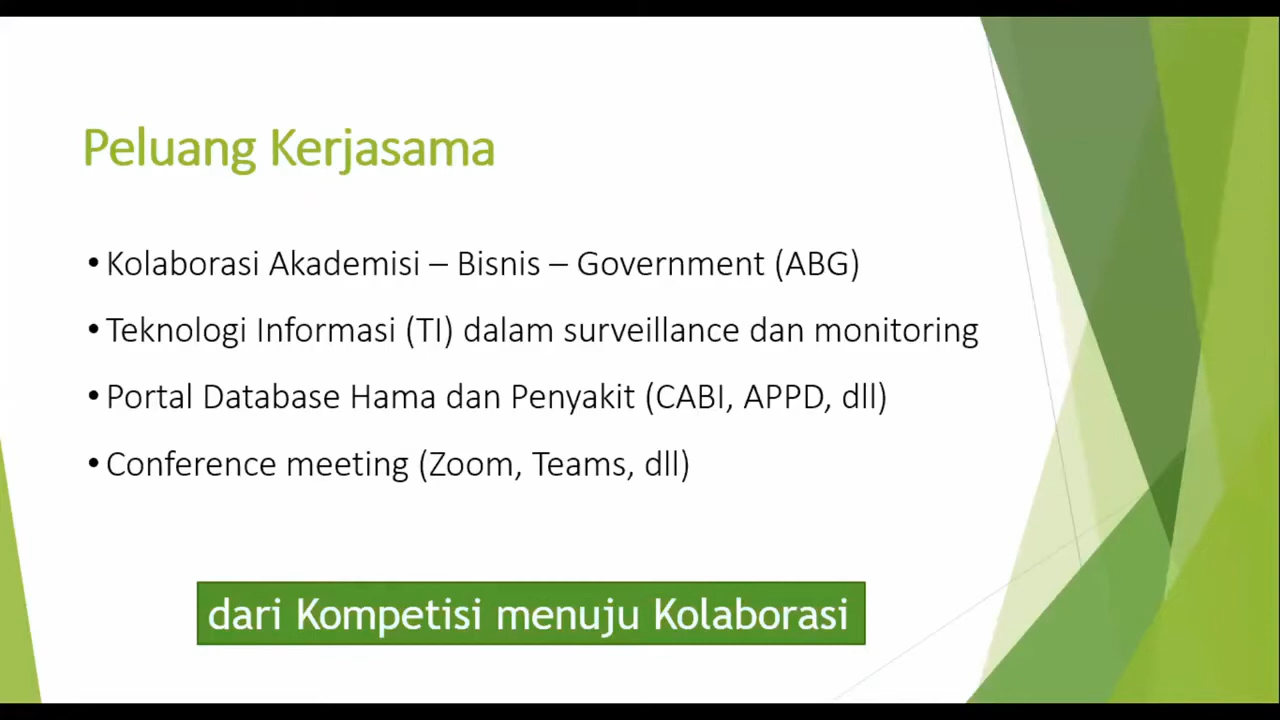 Peluang Kerjasama
•Kolaborasi Akademisi – Bisnis – Government (ABG)
•Teknologi Informasi (TI) dalam surveillance dan monitoring
•Portal Database Hama dan Penyakit (CABI, APPD, dll)
•Conference meeting (Zoom, Teams, dll)
dari Kompetisi menuju Kolaborasi